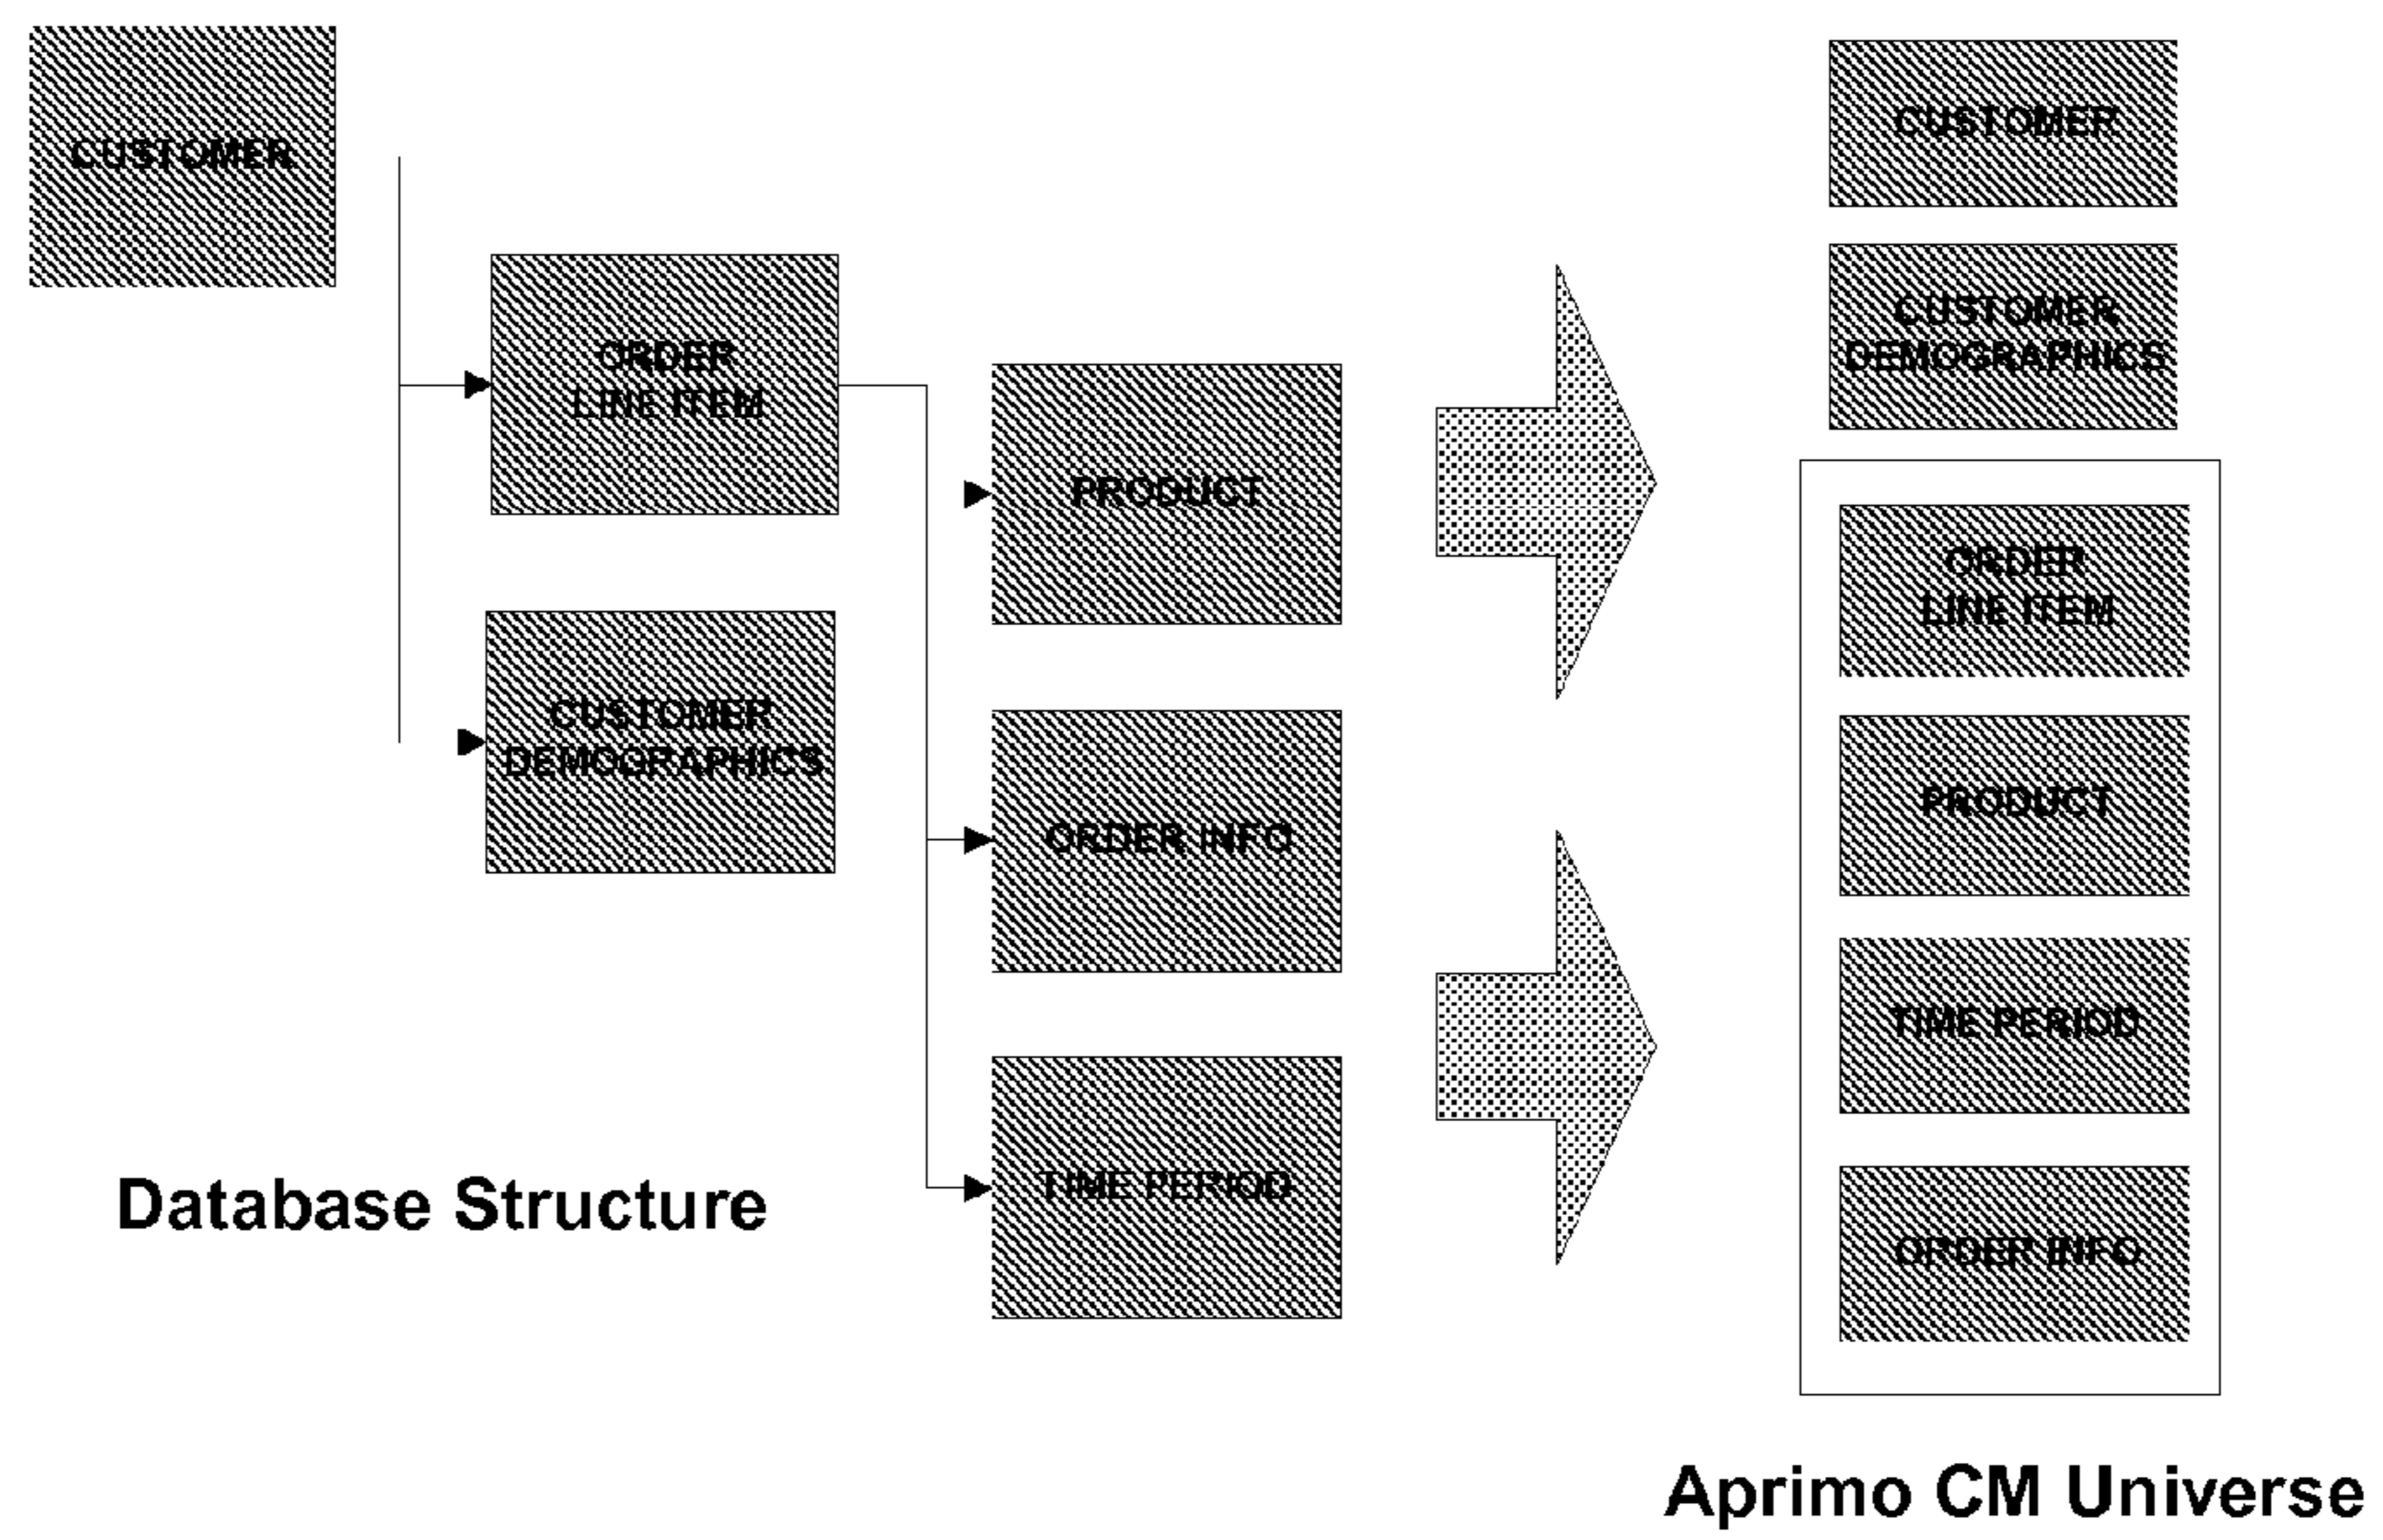 CUSTOMER
ORDER
LINE ITEM
CUSTOMER
DEMOGRAPHICS
PRODUCT
ORDER INFO
TIME PERIOD
Database Structure
CUSTOMER
CUSTOMER
DEMOGRAPHICS
ORDER
LINE ITEM
PRODUCT
TIME PERIOD
ORDER INFO
Aprimo CM Universe